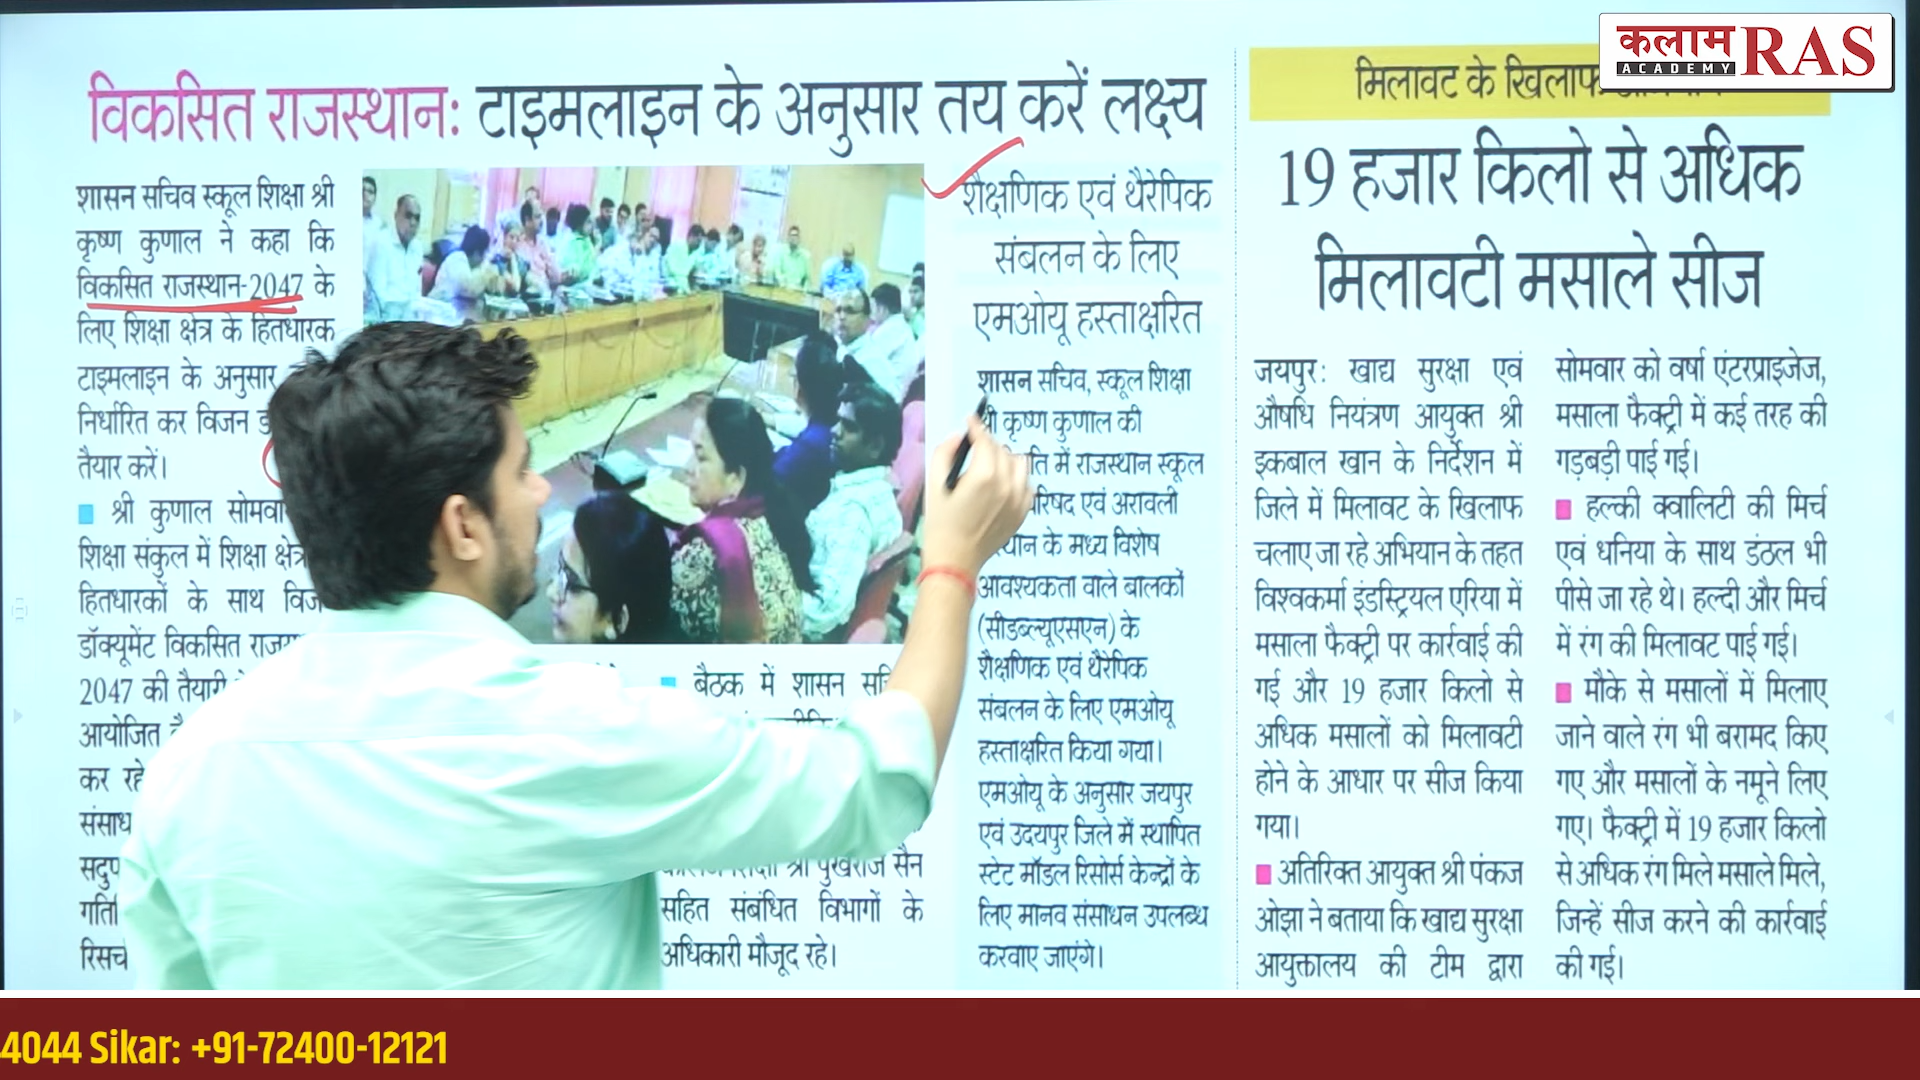 कलाम
ACADEMY
RAS
विकसित राजस्थान: टाइमलाइन के अनुसार तय करें लक्ष्य
शासन सचिव स्कूल शिक्षा श्री
कृष्ण कुणाल ने कहा कि
विकसित राजस्थान-2047 के
लिए शिक्षा क्षेत्र के हितधारक
टाइमलाइन के अनुसार
निर्धारित कर विजन
तैयार करें।
श्री कुणाल
शिक्षा संकुल में शिक्षा
हितधारकों के साथ
डॉक्यूमेंट विकसित
2047 की तैयारी
आयोजित
कर रहे
बैठक में शासन
श्री पुखराज सैन
सहित संबंधित विभागों के
अधिकारी मौजूद रहे।
शैक्षणिक एवं थैरेपिक
संबलन के लिए
एमओयू हस्ताक्षरित
शासन सचिव, स्कूल शिक्षा
कृष्ण कुणाल की
में राजस्थान स्कूल
एवं अरावली
के मध्य विशेष
आवश्यकता वाले बालकों
(सीडब्ल्यूएसएन) के
शैक्षणिक एवं थैरेपिक
संबलन के लिए एमओयू
हस्ताक्षरित किया गया।
एमओयू के अनुसार जयपुर
एवं उदयपुर जिले में स्थापित
स्टेट मॉडल रिसोर्स केन्द्रों के
लिए मानव संसाधन उपलब्ध
करवाए जाएंगे।
मिलावट के खिलाफ
19 हजार किलो से अधिक
मिलावटी मसाले सीज
जयपुर: खाद्य सुरक्षा एवं
औषधि नियंत्रण आयुक्त श्री
इकबाल खान के निर्देशन में
जिले में मिलावट के खिलाफ
चलाए जा रहे अभियान के तहत
विश्वकर्मा इंडस्ट्रियल एरिया में
मसाला फैक्ट्री पर कार्रवाई की
गई और 19 हजार किलो से
अधिक मसालों को मिलावटी
होने के आधार पर सीज किया
गया।
अतिरिक्त आयुक्त श्री पंकज
ओझा ने बताया कि खाद्य सुरक्षा
आयुक्तालय की टीम द्वारा
सोमवार को वर्षा एंटरप्राइजेज,
मसाला फैक्ट्री में कई तरह की
गड़बड़ी पाई गई।
हल्की क्वालिटी की मिर्च
एवं धनिया के साथ डंठल भी
पीसे जा रहे थे। हल्दी और मिर्च
में रंग की मिलावट पाई गई।
मौके से मसालों में मिलाए
जाने वाले रंग भी बरामद किए
गए और मसालों के नमूने लिए
गए। फैक्ट्री में 19 हजार किलो
से अधिक रंग मिले मसाले मिले,
जिन्हें सीज करने की कार्रवाई
की गई।
4044 Sikar: +91-72400-12121